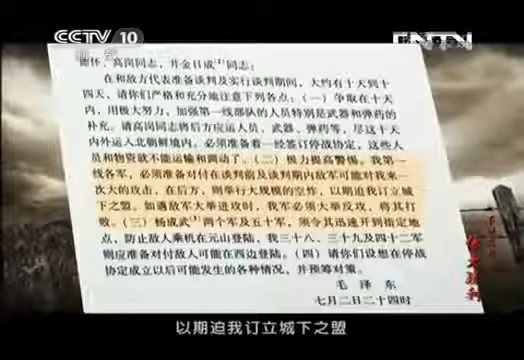 CCTV 10
CNTV
德怀、高岗同志，并金日成〔2〕同志：
在和敌方代表准备谈判及实行谈判期间，大约有十天到十
四天，请你们严格和充分地注意下列各点：（一）争取在十天
内，用极大努力，加强第一线部队的人员特别是武器和弹药的
补充。请高岗同志将后方应运人员、武器、弹药等，尽这十天
内外运入北朝鲜境内。必须准备着一经签订停战协定，这些人
员和物资就不能运输和调动了。（二）极力提高警惕。我第一
线各军，必须准备对付在谈判前及谈判期内敌军可能对我来一
次大的攻击，在后方，则举行大规模的空炸，以期迫我订立城
下之盟。如遇敌军大举进攻时，我军必须大举反攻，将其打
败。（三）杨成武〔3〕两个军及五十军，须令其迅速开到指定地
点，防止敌人乘机在元山登陆，我三十八、三十九及四十二军
则应准备对付敌人可能在西边登陆。（四）请你们设想在停战
协定成立以后可能发生的各种情况，并预筹对策。
毛泽东
七月二日二十四时
以期迫我订立城下之盟